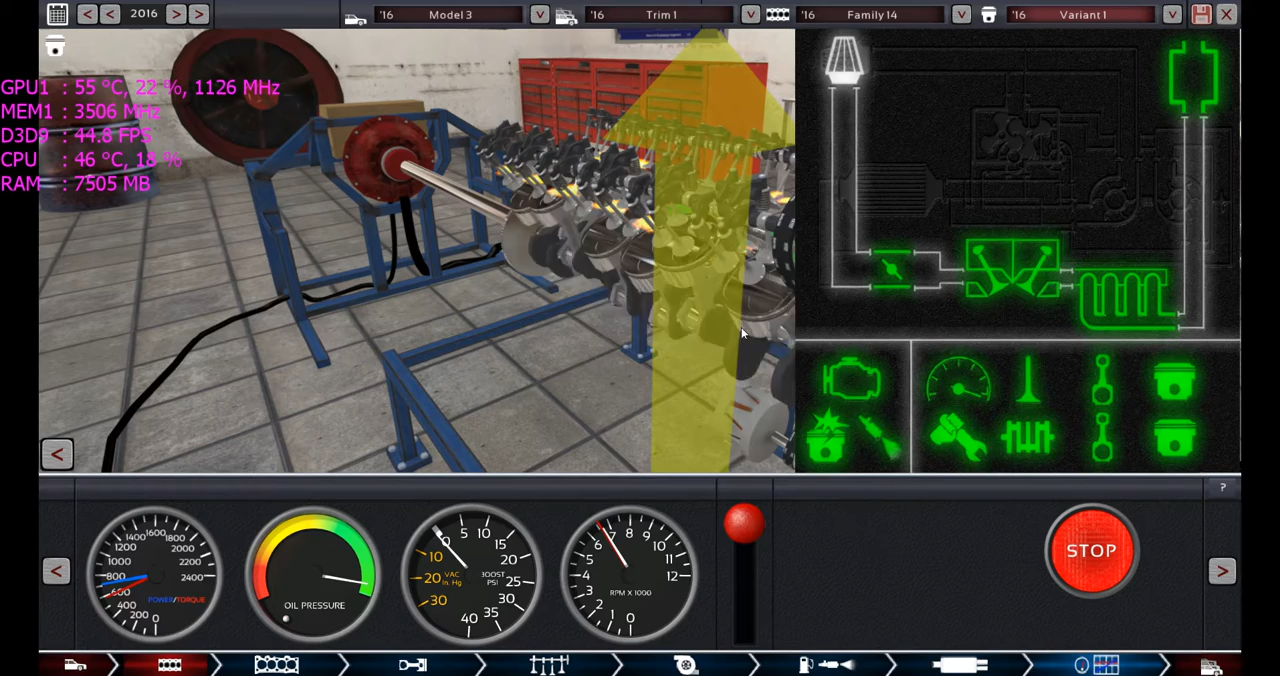 2016
'16 Model 3
'16 Trim 1
'16 Family 14
'16 Variant 1
GPU1 : 55 °C, 22 %, 1126 MHz
MEM1 : 3506 MHz
D3D9 : 44.8 FPS
CPU : 46 °C, 18 %
RAM : 7505 MB
?
0 200 400 600 800 1000 1200 1400 1600 1800 2000 2200 2400
POWER/TORQUE
OIL PRESSURE
30 20 10 0 5 10 15 20 25 30 35 40
VAC In. Hg
BOOST PSI
0 1 2 3 4 5 6 7 8 9 10 11 12
RPM X 1000
STOP